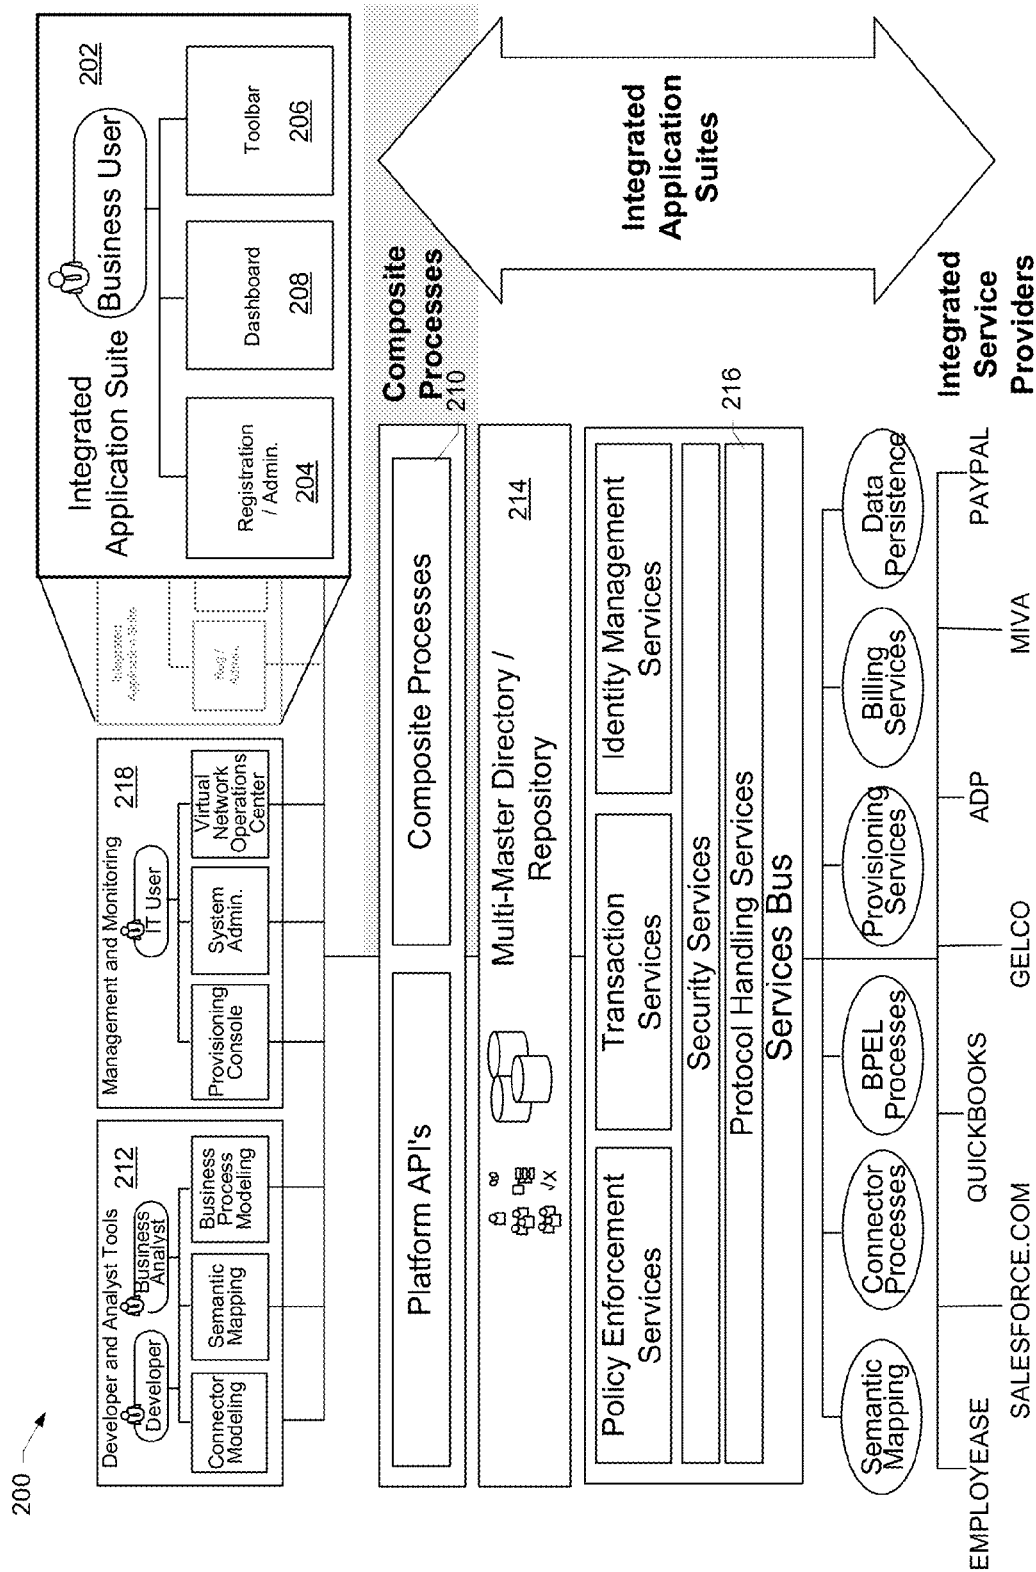 200
Developer and Analyst Tools
212
Developer
Business
Analyst
Connector
Modeling
Semantic
Mapping
Business
Process
Modeling
Management and Monitoring
218
IT User
Provisioning
Console
System
Admin.
Virtual
Network
Operations
Center
Integrated
Application Suite
Reg /
Admin.
Integrated
Application Suite
Business User
202
Registration
/ Admin.
204
Dashboard
208
Toolbar
206
Platform API's
Composite Processes
210
Composite
Processes
Multi-Master Directory /
Repository
214
√x
Policy Enforcement
Services
Transaction
Services
Identity Management
Services
Security Services
Protocol Handling Services
216
Services Bus
Integrated
Application
Suites
Semantic
Mapping
Connector
Processes
BPEL
Processes
Provisioning
Services
Billing
Services
Data
Persistence
Integrated
Service
Providers
EMPLOYEASE
SALESFORCE.COM
QUICKBOOKS
GELCO
ADP
MIVA
PAYPAL